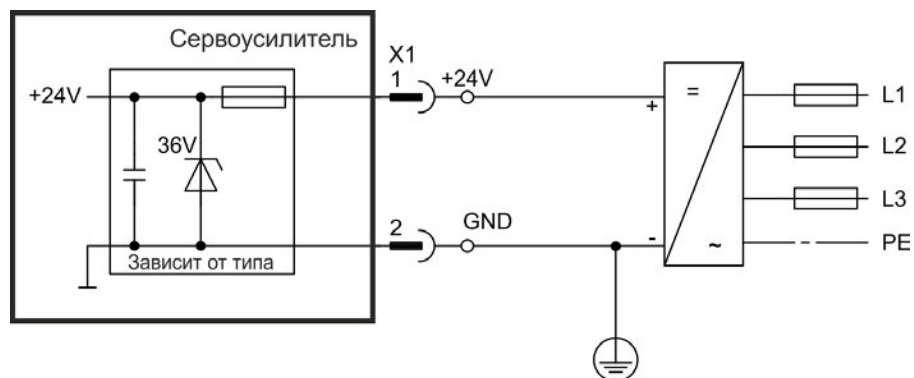 Сервоусилитель
X1
1
+24V
+24V
36V
+
=
L1
L2
L3
2
GND
-
~
PE
Зависит от типа